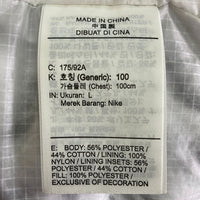 MADE IN CHINA
中国製
DIBUAT DI CINA
C: 175/92A
K: 호칭 (Generic): 100
가슴둘레 (Chest): 100cm
IN: Ukuran: L
Merek Barang: Nike
E: BODY: 56% POLYESTER/
44% COTTON / LINING: 100%
NYLON / LINING INSETS: 56%
POLYESTER / 44% COTTON /
FILL: 100% POLYESTER/
EXCLUSIVE OF DECORATION